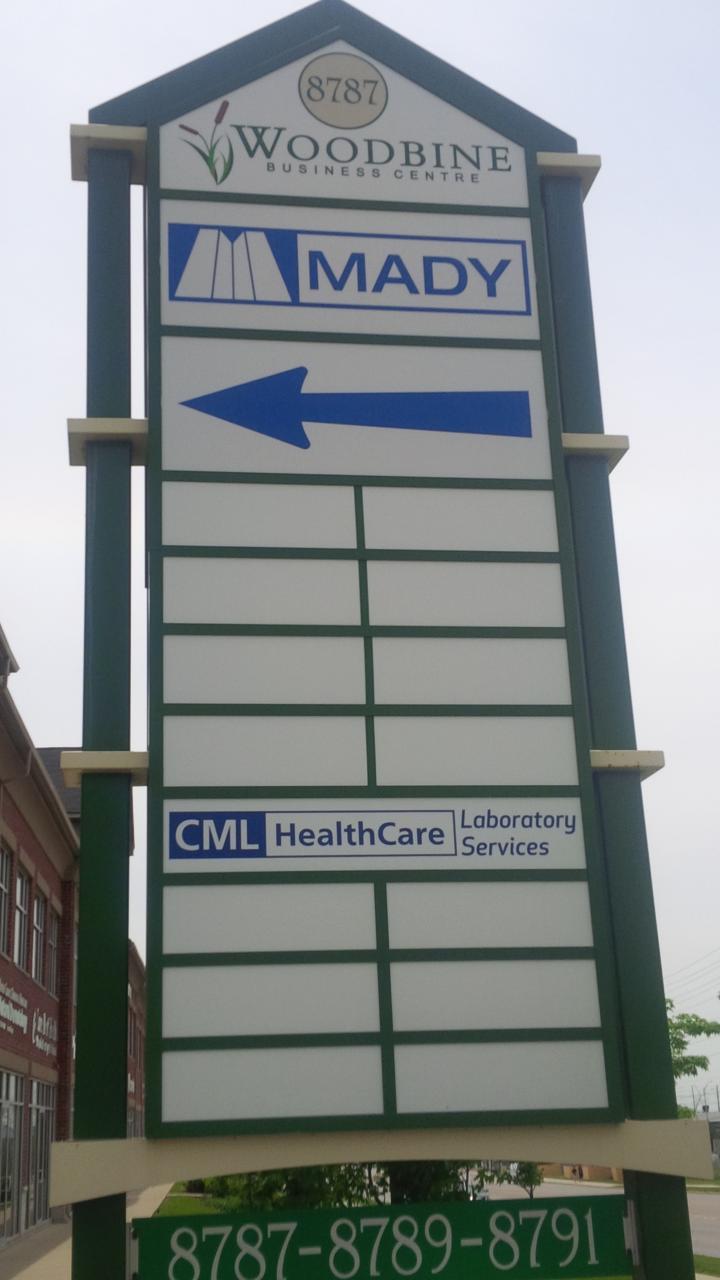 8787
WOODBINE
BUSINESS CENTRE
MADY
CML HealthCare Laboratory
Services
8787-8789-8791